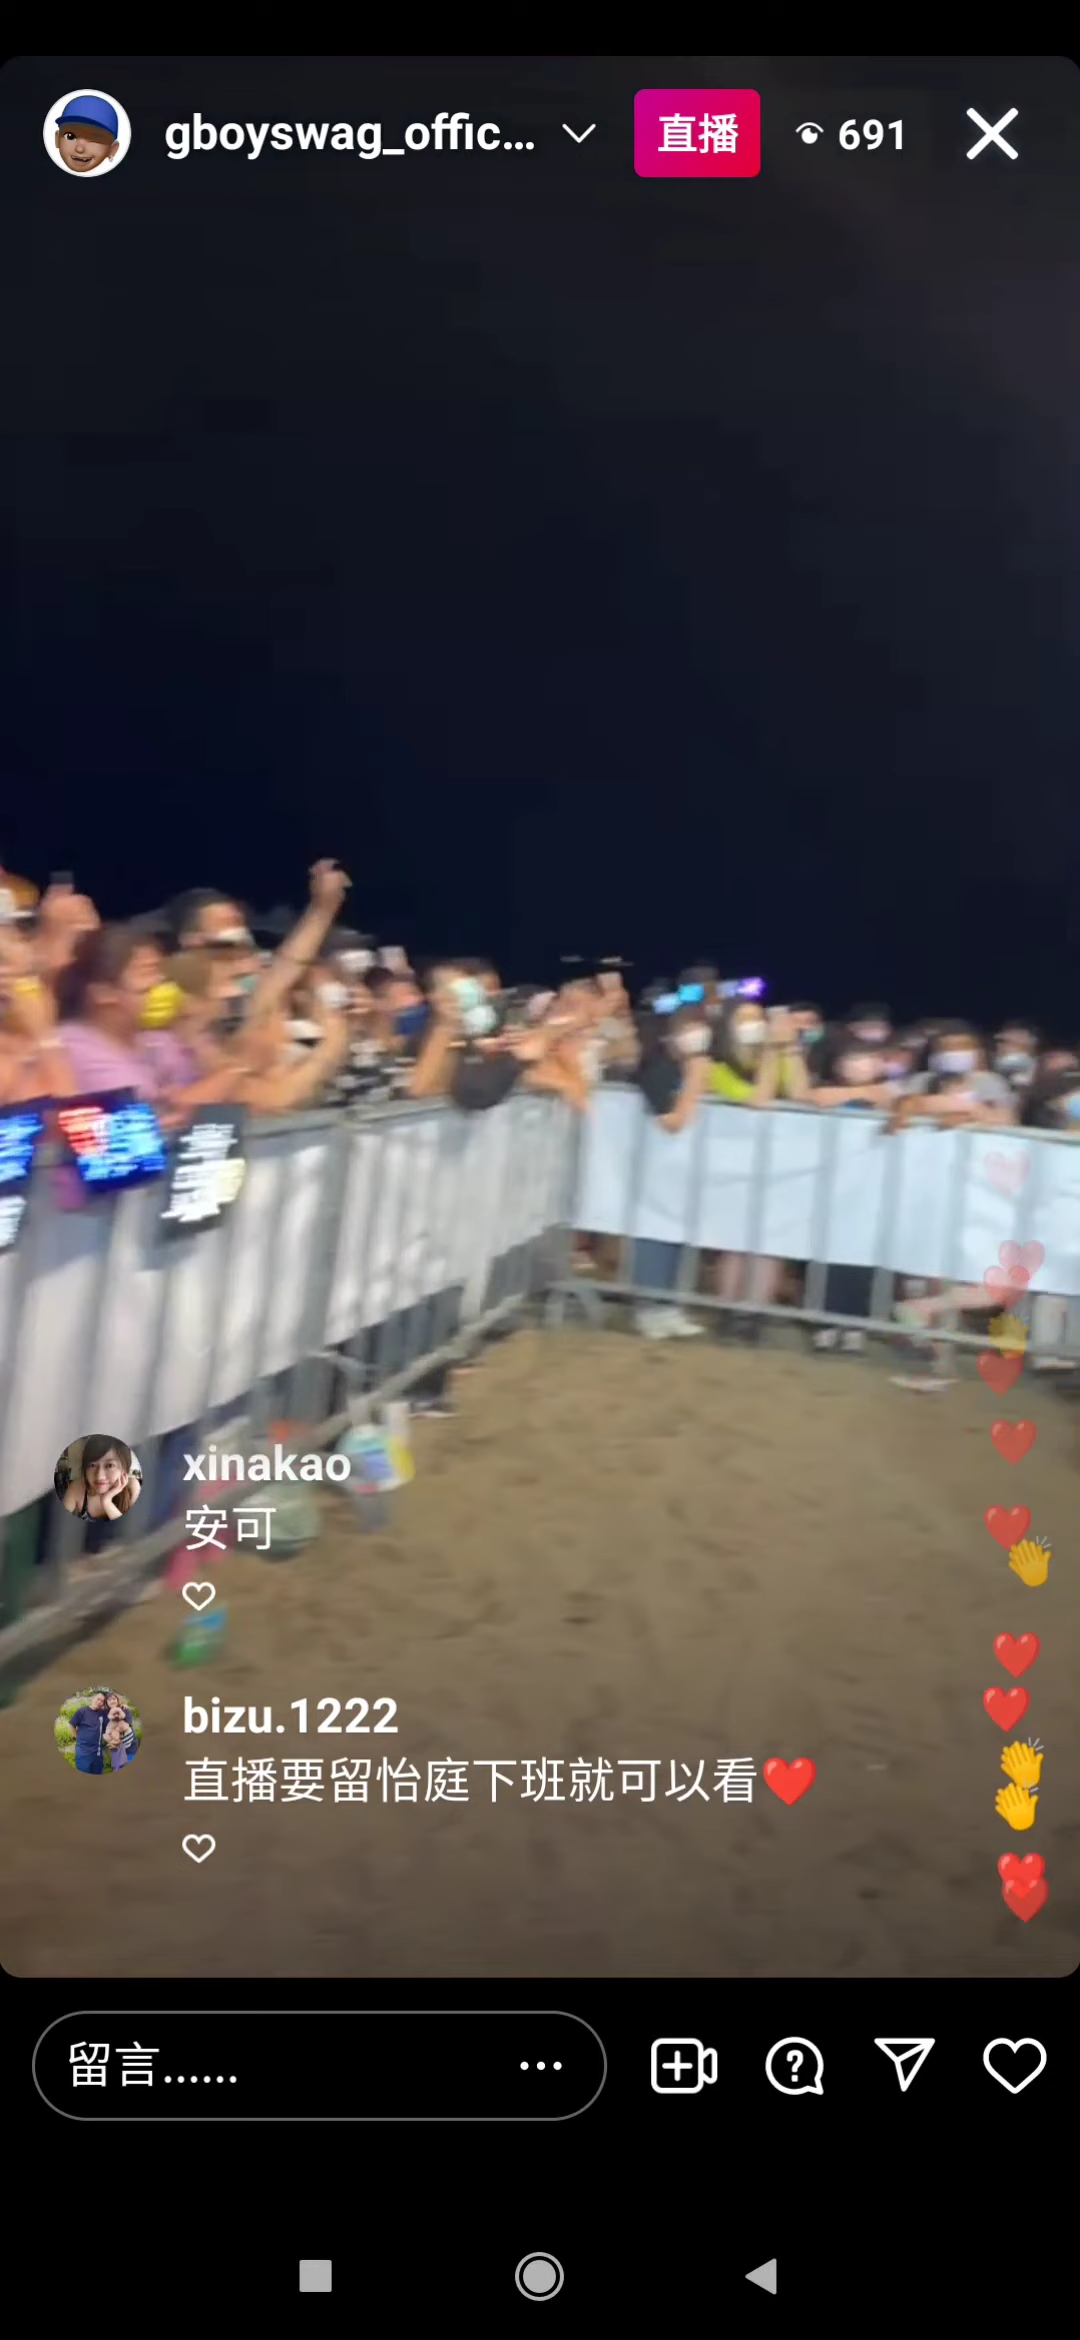 gboyswag_offic...
直播
691
xinakao
安可
bizu.1222
直播要留怡庭下班就可以看❤️
留言......